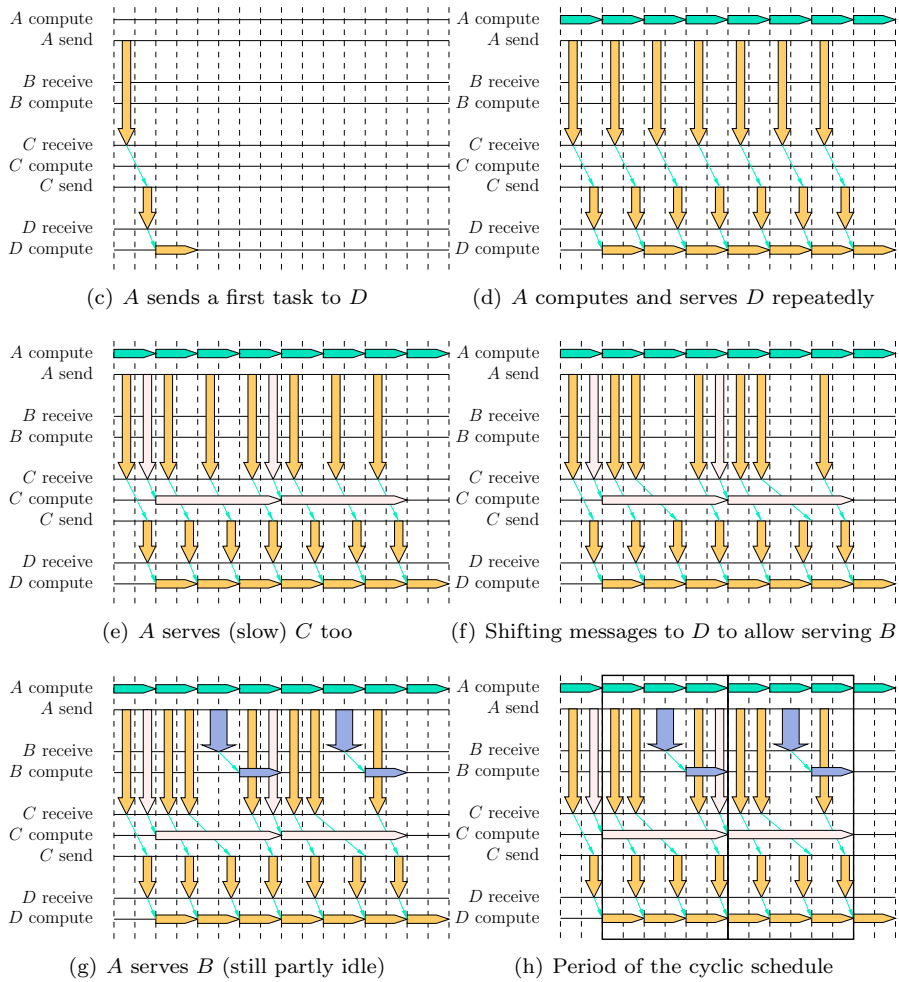 A compute
A send
B receive
B compute
C receive
C compute
C send
D receive
D compute
(c) A sends a first task to D
A compute
A send
B receive
B compute
C receive
C compute
C send
D receive
D compute
(d) A computes and serves D repeatedly
A compute
A send
B receive
B compute
C receive
C compute
C send
D receive
D compute
(e) A serves (slow) C too
A compute
A send
B receive
B compute
C receive
C compute
C send
D receive
D compute
(f) Shifting messages to D to allow serving B
A compute
A send
B receive
B compute
C receive
C compute
C send
D receive
D compute
(g) A serves B (still partly idle)
A compute
A send
B receive
B compute
C receive
C compute
C send
D receive
D compute
(h) Period of the cyclic schedule